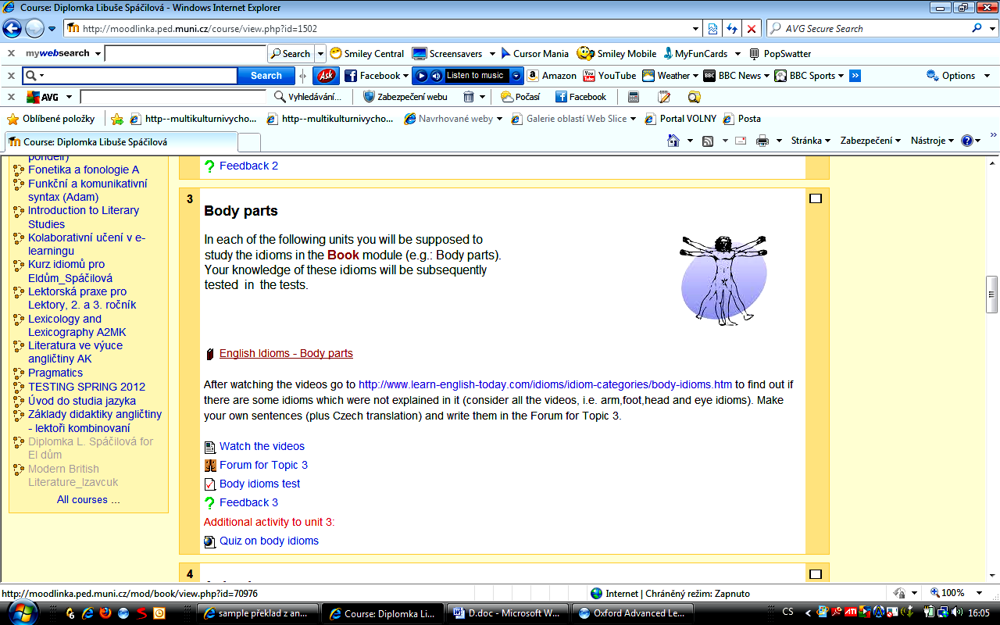 Course: Diplomka Libuše Spáčilová - Windows Internet Explorer
http://moodlinka.ped.muni.cz/course/view.php?id=1502
AVG Secure Search
mywebsearch Search Smiley Central Screensavers Cursor Mania Smiley Mobile MyFunCards PopSwatter
Search Ask Facebook Listen to music Amazon YouTube Weather BBC News BBC Sports Options
AVG Vyhledávání... Zabezpečení webu Počasí Facebook
Oblíbené položky http--multikulturnivycho... http--multikulturnivycho... Navrhované weby Galerie oblastí Web Slice Portal VOLNY Posta
Course: Diplomka Libuše Spáčilová Stránka Zabezpečení Nástroje
pondělí)
Fonetika a fonologie A
Funkční a komunikativní
syntax (Adam)
Introduction to Literary
Studies
Kolaborativní učení v e-
learningu
Kurz idiomů pro
Eldům_Spáčilová
Lektorská praxe pro
Lektory, 2. a 3. ročník
Lexicology and
Lexicography A2MK
Literatura ve výuce
angličtiny AK
Pragmatics
TESTING SPRING 2012
Úvod do studia jazyka
Základy didaktiky angličtiny
- lektoři kombinovaní
Diplomka L. Spáčilová for
El dům
Modern British
Literature_Izavcuk
All courses ...
Feedback 2
3
Body parts
In each of the following units you will be supposed to
study the idioms in the Book module (e.g.: Body parts).
Your knowledge of these idioms will be subsequently
tested in the tests.
English Idioms - Body parts
After watching the videos go to http://www.learn-english-today.com/idioms/idiom-categories/body-idioms.htm to find out if
there are some idioms which were not explained in it (consider all the videos, i.e. arm,foot,head and eye idioms). Make
your own sentences (plus Czech translation) and write them in the Forum for Topic 3.
Watch the videos
Forum for Topic 3
Body idioms test
Feedback 3
Additional activity to unit 3:
Quiz on body idioms
4
http://moodlinka.ped.muni.cz/mod/book/view.php?id=70976 Internet | Chráněný režim: Zapnuto 100%
sample překlad z an... Course: Diplomka Li... D.doc - Microsoft W... Oxford Advanced Le... CS ATI 16:05